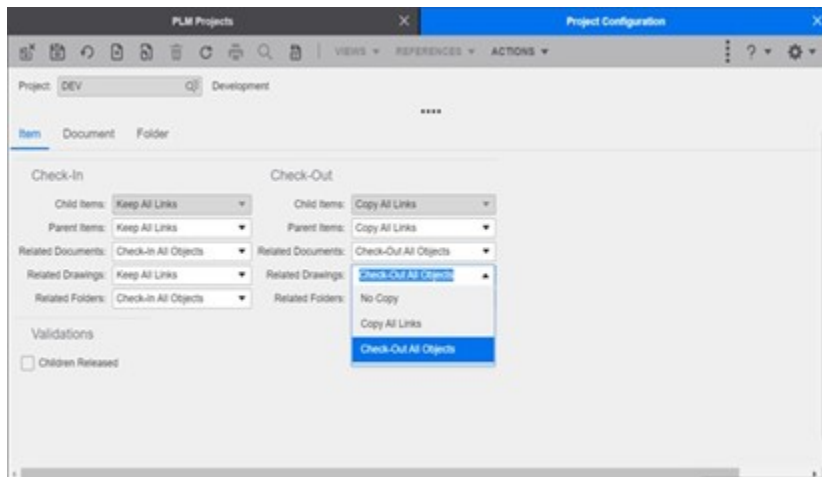 PLM Projects
Project Configuration
VIEWS REFERENCES ACTIONS ?
Project: DEV Development
Item Document Folder
Check-In Check-Out
Child Items: Keep All Links Child Items: Copy All Links
Parent Items: Keep All Links Parent Items: Copy All Links
Related Documents: Check-In All Objects Related Documents: Check-Out All Objects
Related Drawings: Keep All Links Related Drawings: Check-Out All Objects
Related Folders: Check-In All Objects Related Folders: No Copy
Copy All Links
Validations
Check-Out All Objects
Children Released